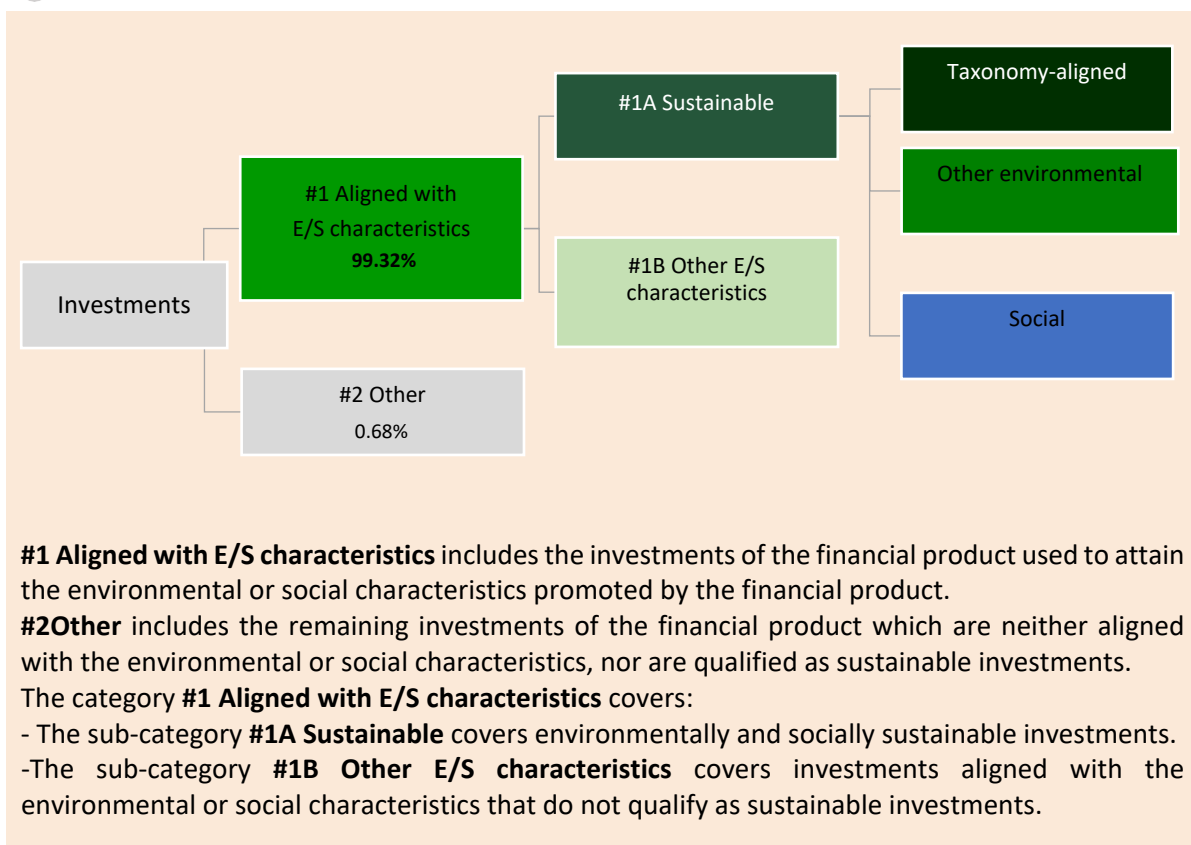 Taxonomy-aligned
#1A Sustainable
Other environmental
#1 Aligned with
E/S characteristics
99.32%
#1B Other E/S
characteristics
Investments
Social
#2 Other
0.68%
#1 Aligned with E/S characteristics includes the investments of the financial product used to attain
the environmental or social characteristics promoted by the financial product.
#2Other includes the remaining investments of the financial product which are neither aligned
with the environmental or social characteristics, nor are qualified as sustainable investments.
The category #1 Aligned with E/S characteristics covers:
- The sub-category #1A Sustainable covers environmentally and socially sustainable investments.
-The sub-category #1B Other E/S characteristics covers investments aligned with the
environmental or social characteristics that do not qualify as sustainable investments.